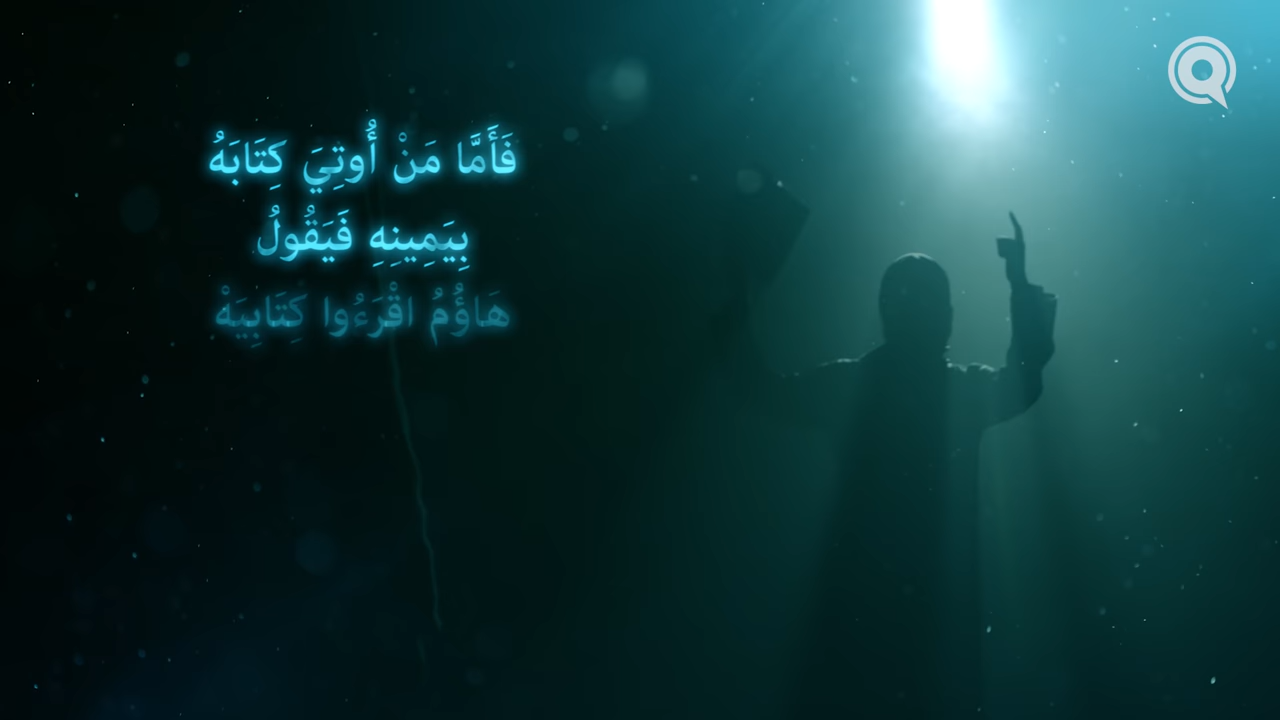 فَأَمَّا مَنْ أُوتِيَ كِتَابَهُ
بِيَمِينِهِ فَيَقُولُ
هَاؤُمُ اقْرَءُوا كِتَابِيَهْ